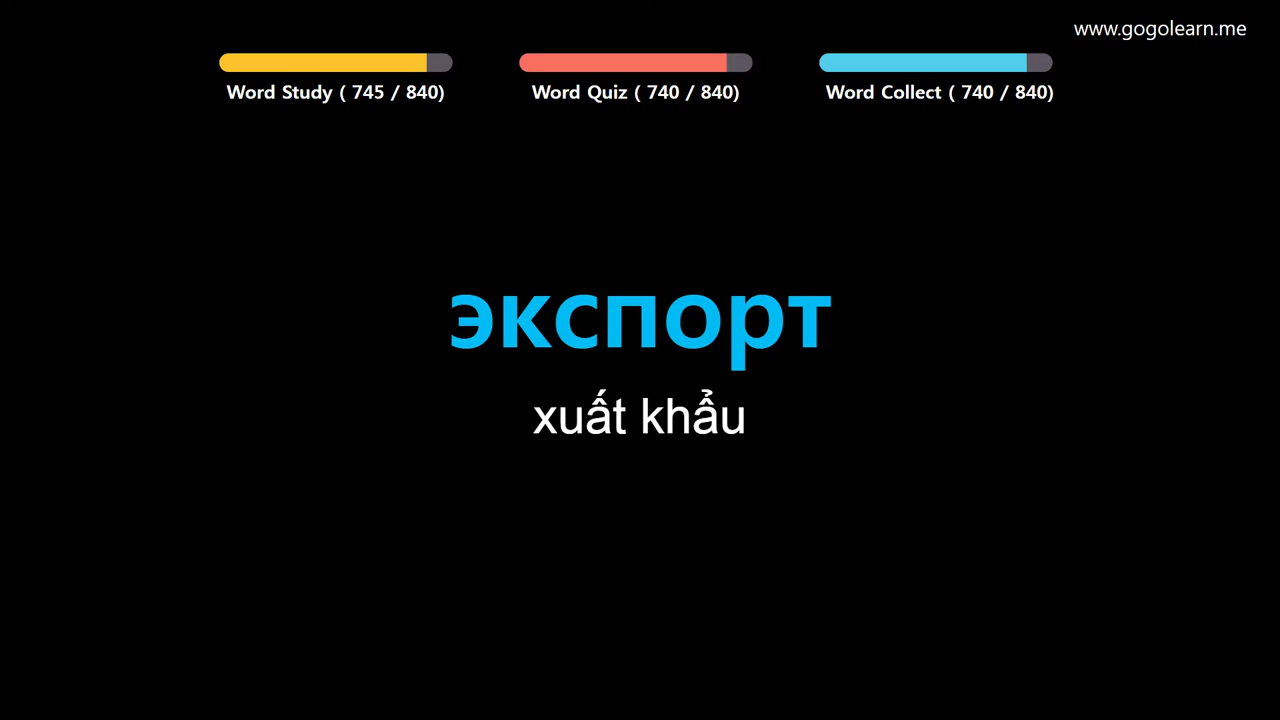 www.gogolearn.me
Word Study ( 745 / 840)
Word Quiz ( 740 / 840)
Word Collect ( 740 / 840)
экспорт
xuất khẩu